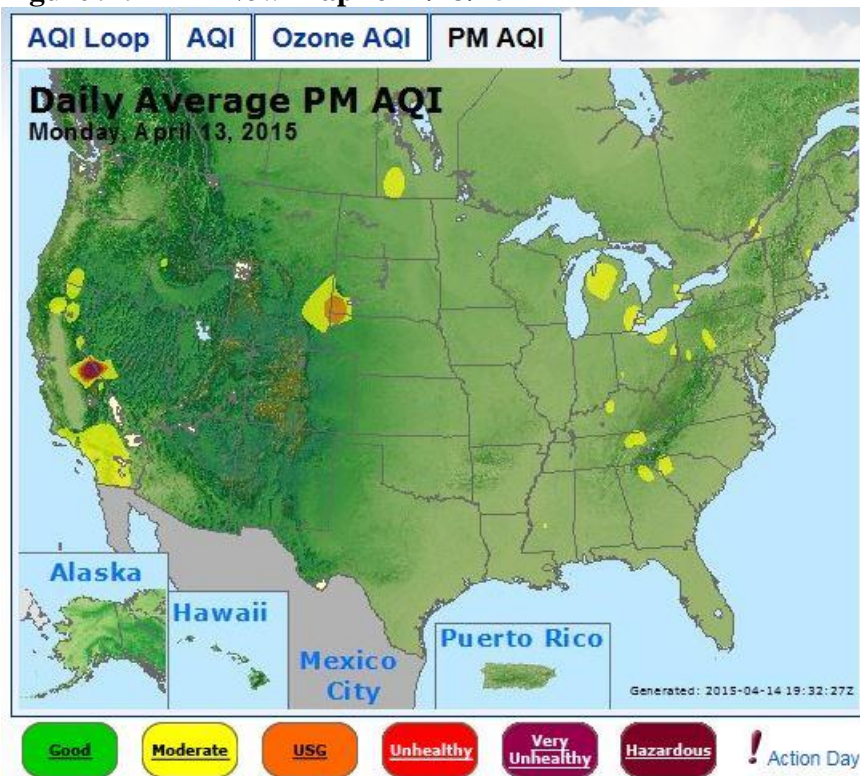 AQI Loop
AQI
Ozone AQI
PM AQI
Daily Average PM AQI
Monday, April 13, 2015
Alaska
Hawaii
Mexico
City
Puerto Rico
Generated: 2015-04-14 19:32:27Z
Good
Moderate
USG
Unhealthy
Very
Unhealthy
Hazardous
! Action Day